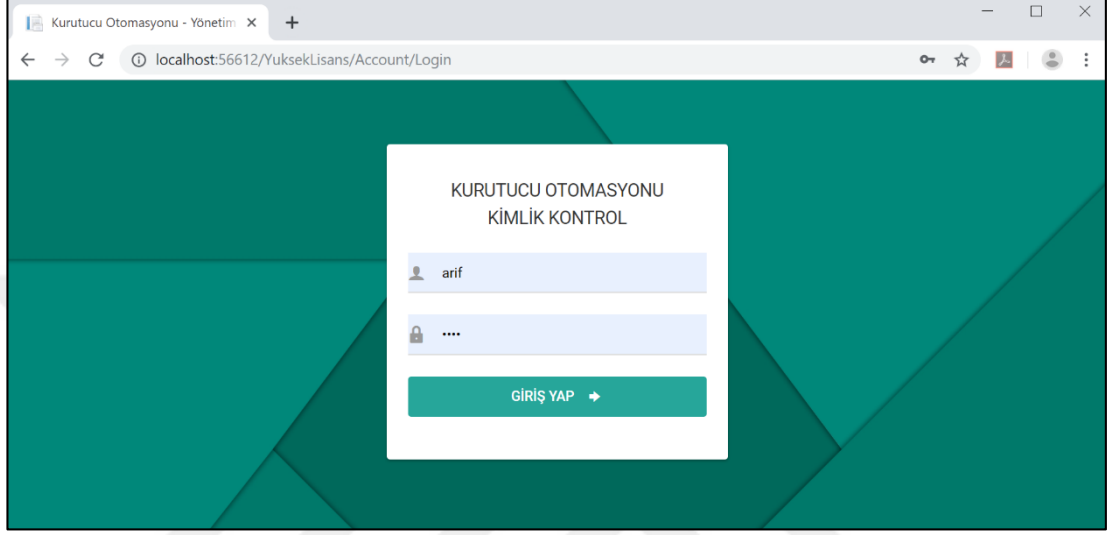 Kurutucu Otomasyonu - Yönetim
localhost:56612/YuksekLisans/Account/Login
KURUTUCU OTOMASYONU
KİMLİK KONTROL
arif
••••
GİRİŞ YAP